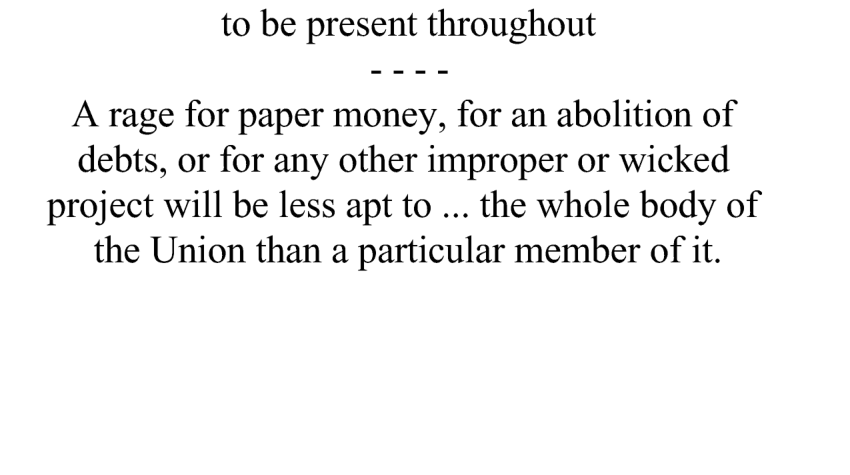 to be present throughout
- - - -
A rage for paper money, for an abolition of
debts, or for any other improper or wicked
project will be less apt to ... the whole body of
the Union than a particular member of it.